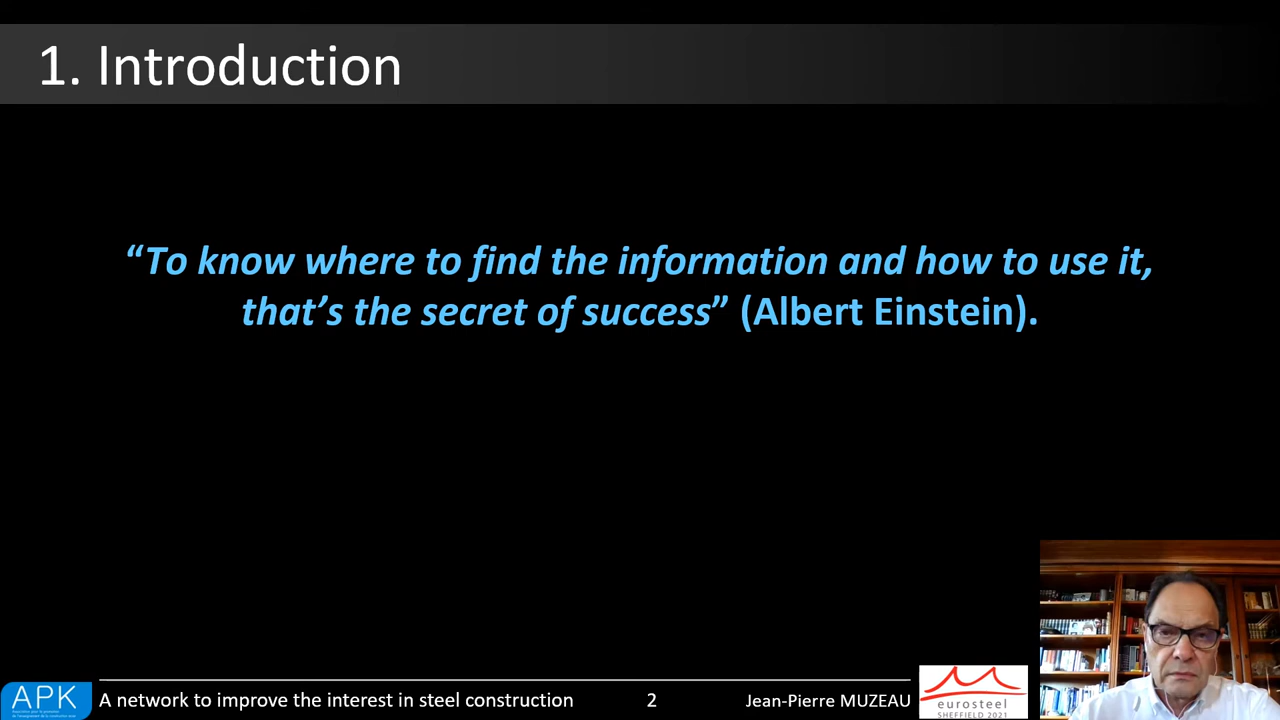 1. Introduction
“To know where to find the information and how to use it,
that’s the secret of success” (Albert Einstein).
APK
A network to improve the interest in steel construction
2
Jean-Pierre MUZEAU
eurosteel
SHEFFIELD 2021